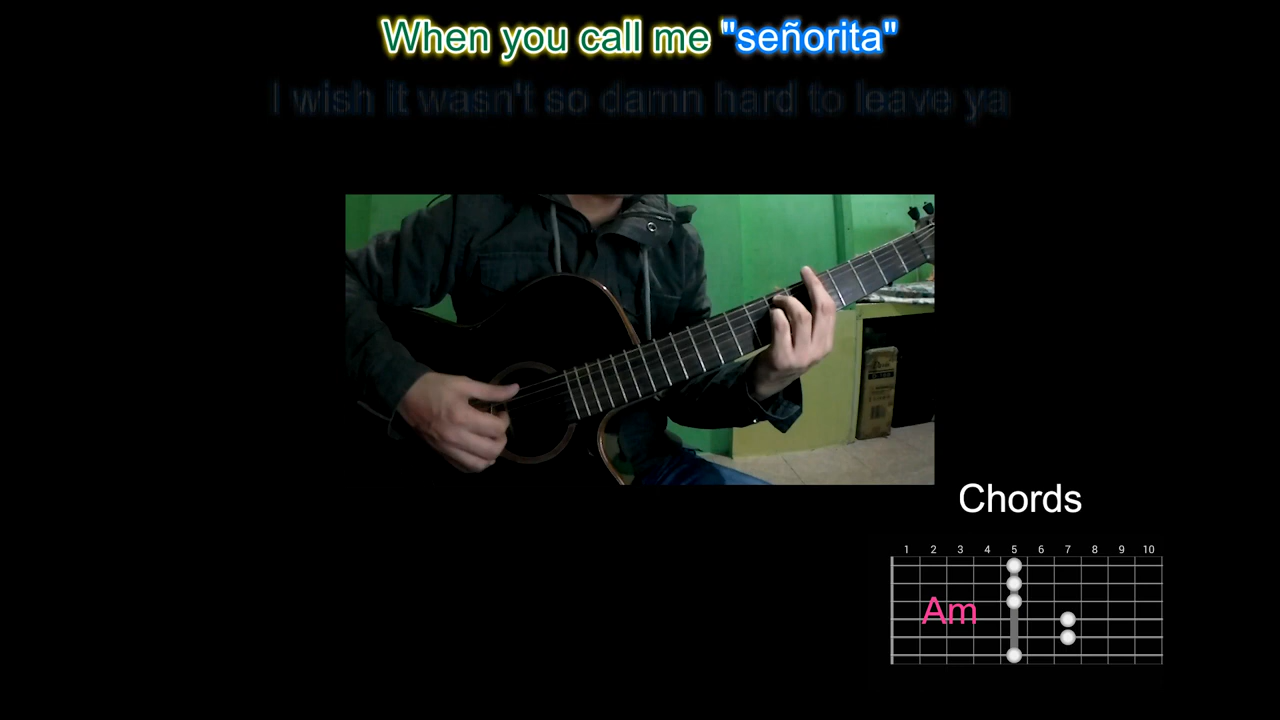 When you call me "señorita"
I wish it wasn't so damn hard to leave ya
Chords
1 2 3 4 5 6 7 8 9 10
Am